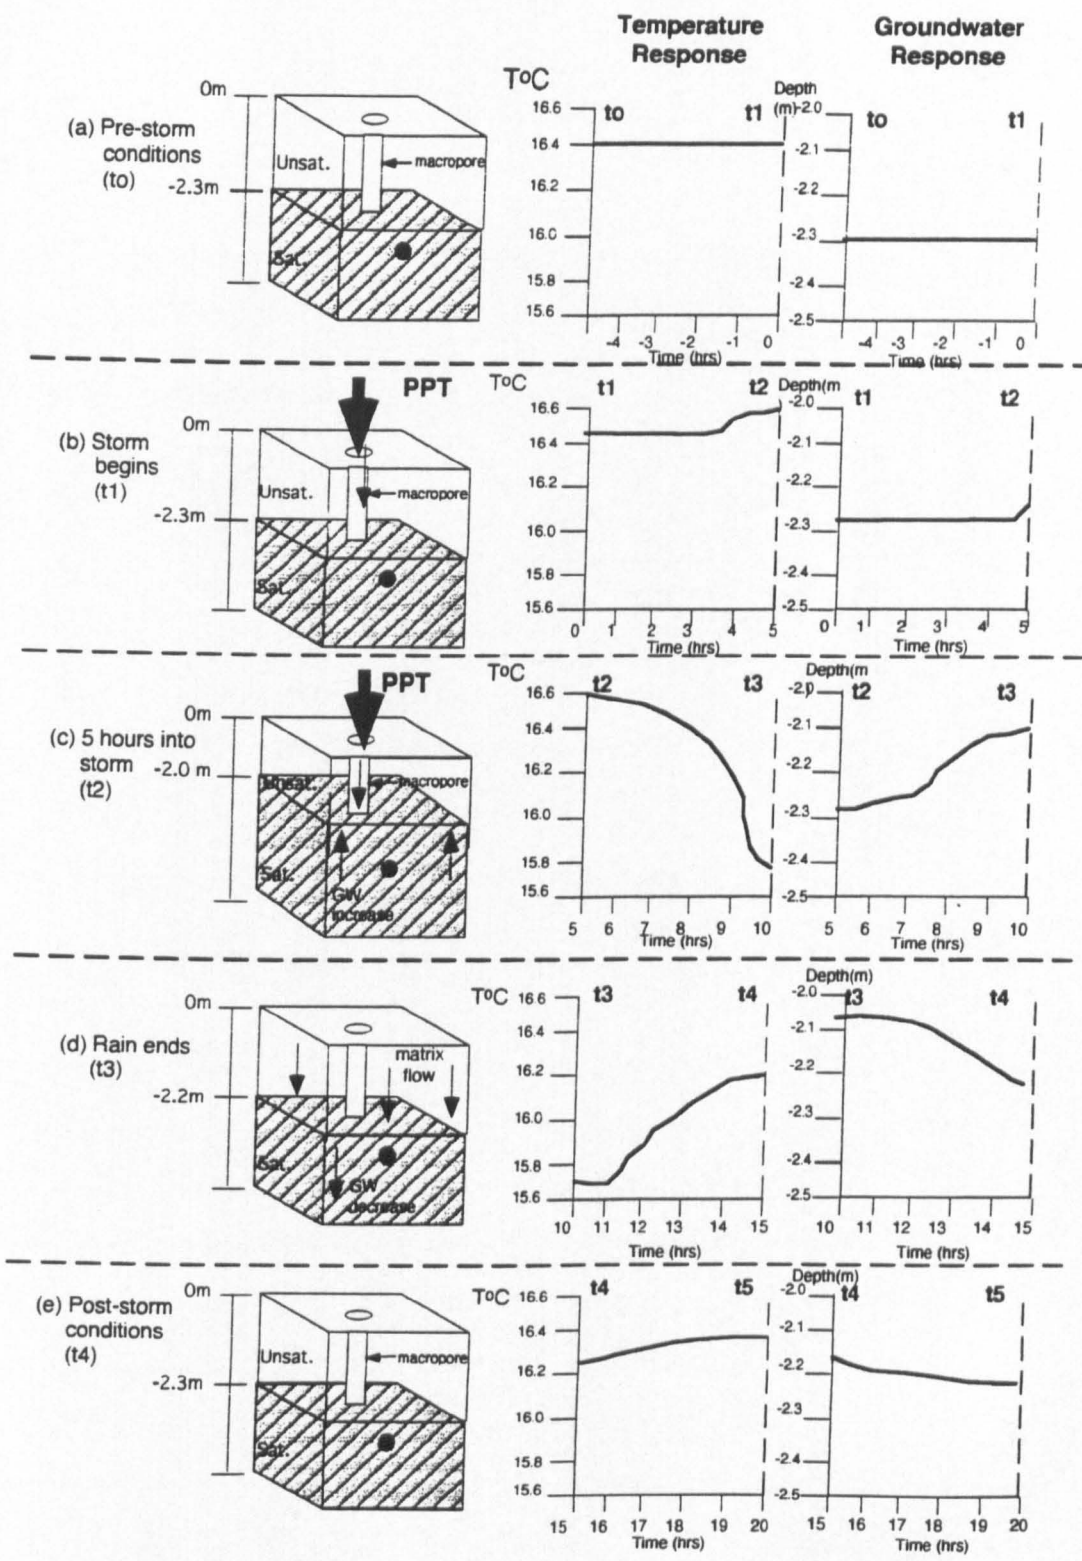 Temperature
Response
Groundwater
Response
(a) Pre-storm
conditions
(to)
0m
-2.3m
Unsat.
macropore
Sat.
TºC
16.6
16.4
16.2
16.0
15.8
15.6
to
t1
-4 -3 -2 -1 0
Time (hrs)
Depth
(m)-2.0
-2.1
-2.2
-2.3
-2.4
-2.5
to
t1
-4 -3 -2 -1 0
Time (hrs)
(b) Storm
begins
(t1)
PPT
0m
-2.3m
Unsat.
macropore
Sat.
TºC
16.6
16.4
16.2
16.0
15.8
15.6
t1
t2
0 1 2 3 4 5
Time (hrs)
Depth(m
-2.0
-2.1
-2.2
-2.3
-2.4
-2.5
t1
t2
0 1 2 3 4 5
Time (hrs)
(c) 5 hours into
storm
(t2)
PPT
0m
-2.0 m
Unsat.
macropore
Sat.
GW
increase
TºC
16.6
16.4
16.2
16.0
15.8
15.6
t2
t3
5 6 7 8 9 10
Time (hrs)
Depth(m
-2.0
-2.1
-2.2
-2.3
-2.4
-2.5
t2
t3
5 6 7 8 9 10
Time (hrs)
(d) Rain ends
(t3)
0m
-2.2m
matrix
flow
Sat.
GW
decrease
TºC
16.6
16.4
16.2
16.0
15.8
15.6
t3
t4
10 11 12 13 14 15
Time (hrs)
Depth(m)
-2.0
-2.1
-2.2
-2.3
-2.4
-2.5
t3
t4
10 11 12 13 14 15
Time (hrs)
(e) Post-storm
conditions
(t4)
0m
-2.3m
Unsat.
macropore
Sat.
TºC
16.6
16.4
16.2
16.0
15.8
15.6
t4
t5
15 16 17 18 19 20
Time (hrs)
Depth(m)
-2.0
-2.1
-2.2
-2.3
-2.4
-2.5
t4
t5
15 16 17 18 19 20
Time (hrs)